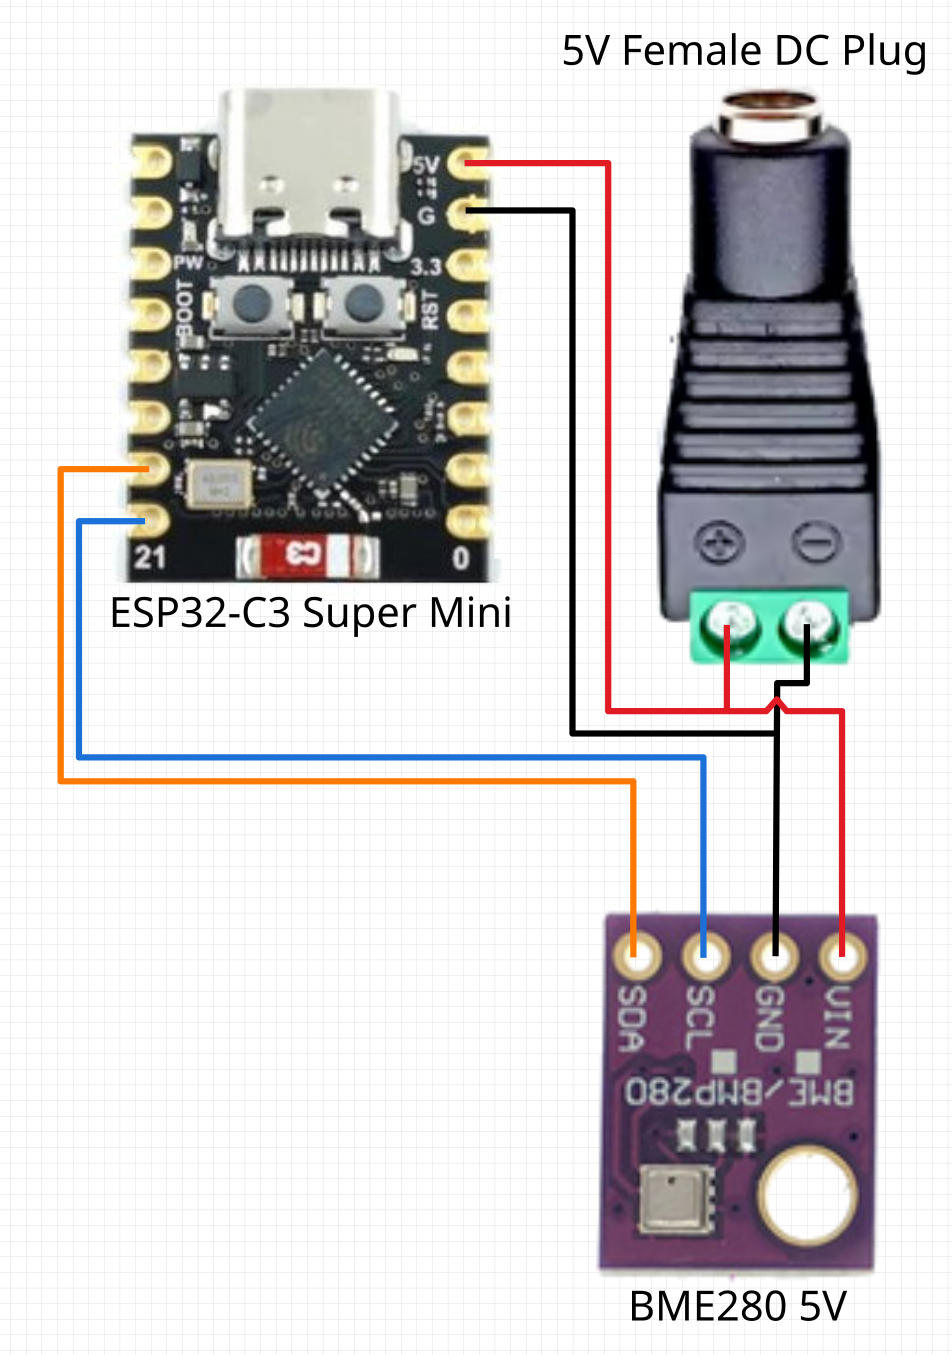 5V Female DC Plug
5V
G
PW
3.3
BOOT
RST
21
C3
0
ESP32-C3 Super Mini
SDA
SCL
GND
VIN
BME/BMP280
BME280 5V